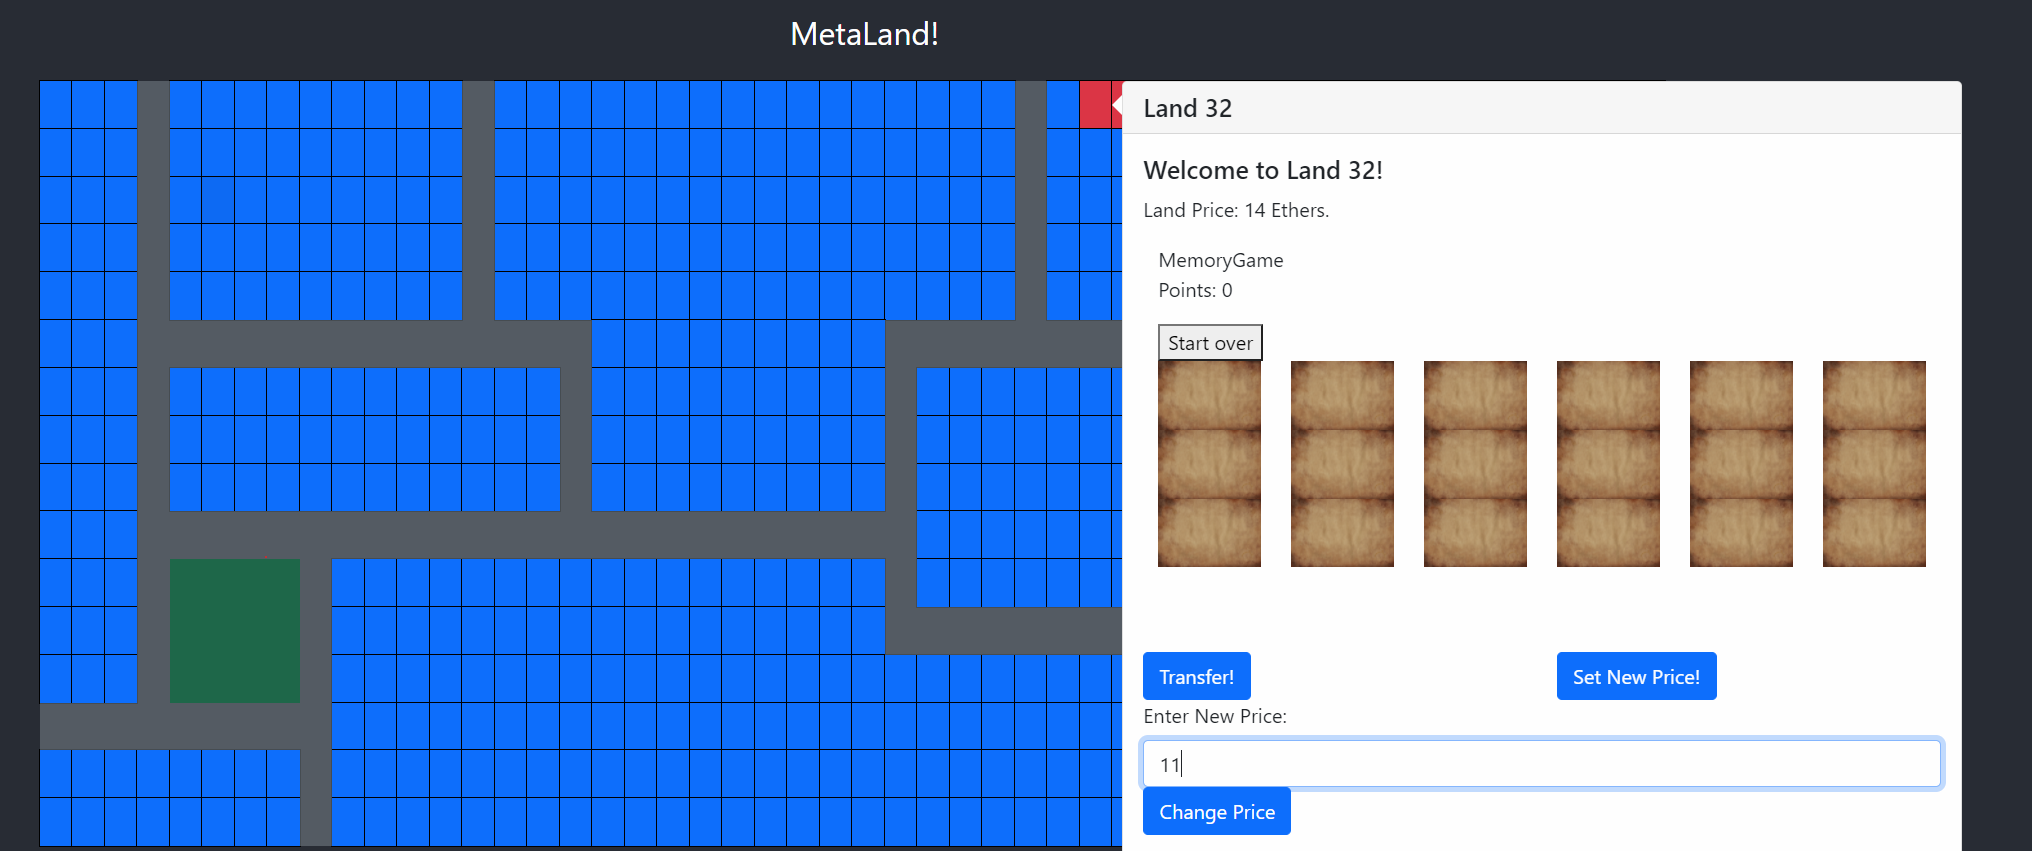 MetaLand!
Land 32
Welcome to Land 32!
Land Price: 14 Ethers.
MemoryGame
Points: 0
Start over
Transfer!
Set New Price!
Enter New Price:
11
Change Price